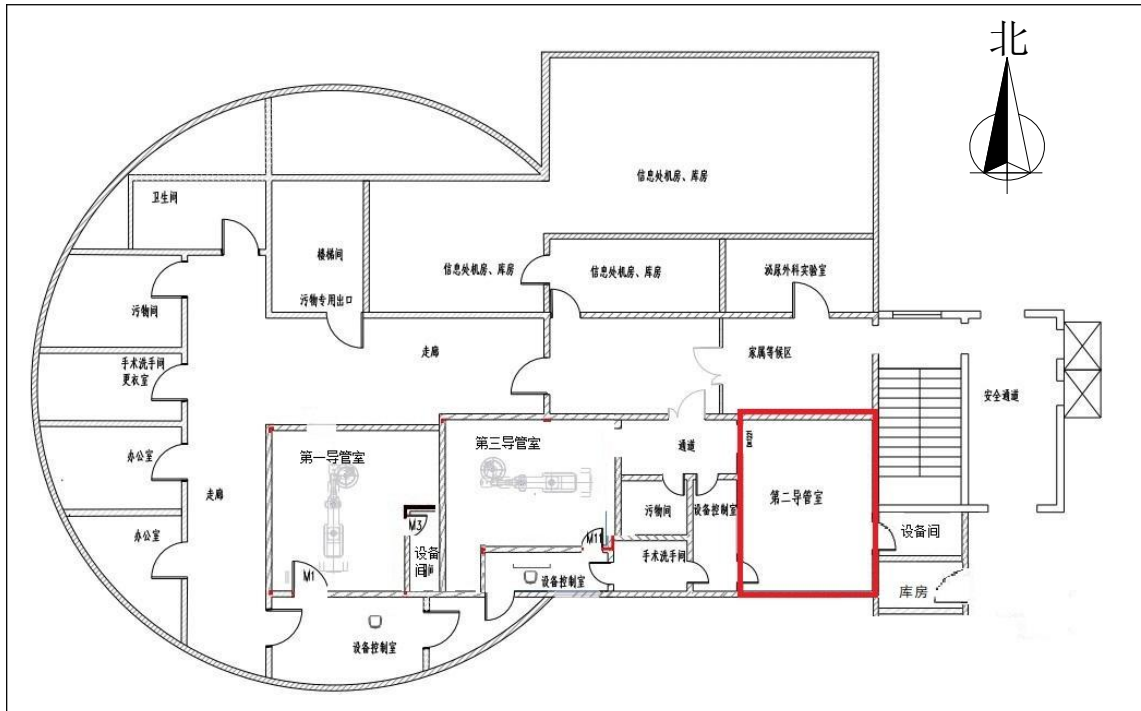 北
信息处机房、库房
卫生间
楼梯间
信息处机房、库房
信息处机房、库房
泌尿外科实验室
污物间
污物专用出口
走廊
家属等候区
手术洗手间
更衣室
安全通道
第三导管室
通道
第一导管室
办公室
走廊
第二导管室
污物间
设备控制室
M3
设备间
办公室
M11
手术洗手间
设备间
M1
设备控制室
库房
设备控制室